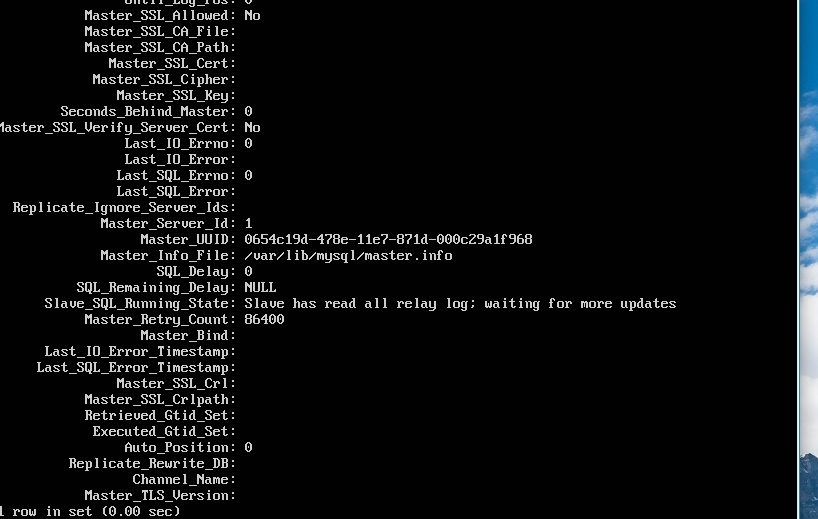 Until_Log_Pos: 0
Master_SSL_Allowed: No
Master_SSL_CA_File:
Master_SSL_CA_Path:
Master_SSL_Cert:
Master_SSL_Cipher:
Master_SSL_Key:
Seconds_Behind_Master: 0
Master_SSL_Verify_Server_Cert: No
Last_IO_Errno: 0
Last_IO_Error:
Last_SQL_Errno: 0
Last_SQL_Error:
Replicate_Ignore_Server_Ids:
Master_Server_Id: 1
Master_UUID: 0654c19d-478e-11e7-871d-000c29a1f968
Master_Info_File: /var/lib/mysql/master.info
SQL_Delay: 0
SQL_Remaining_Delay: NULL
Slave_SQL_Running_State: Slave has read all relay log; waiting for more updates
Master_Retry_Count: 86400
Master_Bind:
Last_IO_Error_Timestamp:
Last_SQL_Error_Timestamp:
Master_SSL_Crl:
Master_SSL_Crlpath:
Retrieved_Gtid_Set:
Executed_Gtid_Set:
Auto_Position: 0
Replicate_Rewrite_DB:
Channel_Name:
Master_TLS_Version:
1 row in set (0.00 sec)